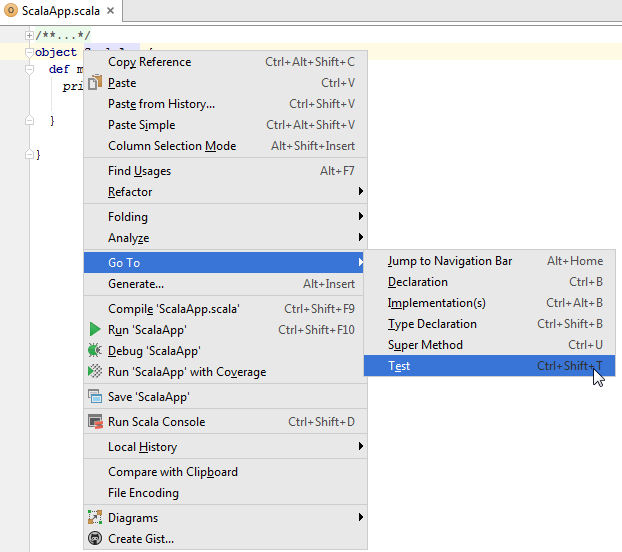 ScalaApp.scala
/**...*/
object
def m
pri
}
}
Copy Reference Ctrl+Alt+Shift+C
Paste Ctrl+V
Paste from History... Ctrl+Shift+V
Paste Simple Ctrl+Alt+Shift+V
Column Selection Mode Alt+Shift+Insert
Find Usages Alt+F7
Refactor
Folding
Analyze
Go To
Generate... Alt+Insert
Compile 'ScalaApp.scala' Ctrl+Shift+F9
Run 'ScalaApp' Ctrl+Shift+F10
Debug 'ScalaApp'
Run 'ScalaApp' with Coverage
Save 'ScalaApp'
Run Scala Console Ctrl+Shift+D
Local History
Compare with Clipboard
File Encoding
Diagrams
Create Gist...
Jump to Navigation Bar Alt+Home
Declaration Ctrl+B
Implementation(s) Ctrl+Alt+B
Type Declaration Ctrl+Shift+B
Super Method Ctrl+U
Test Ctrl+Shift+T